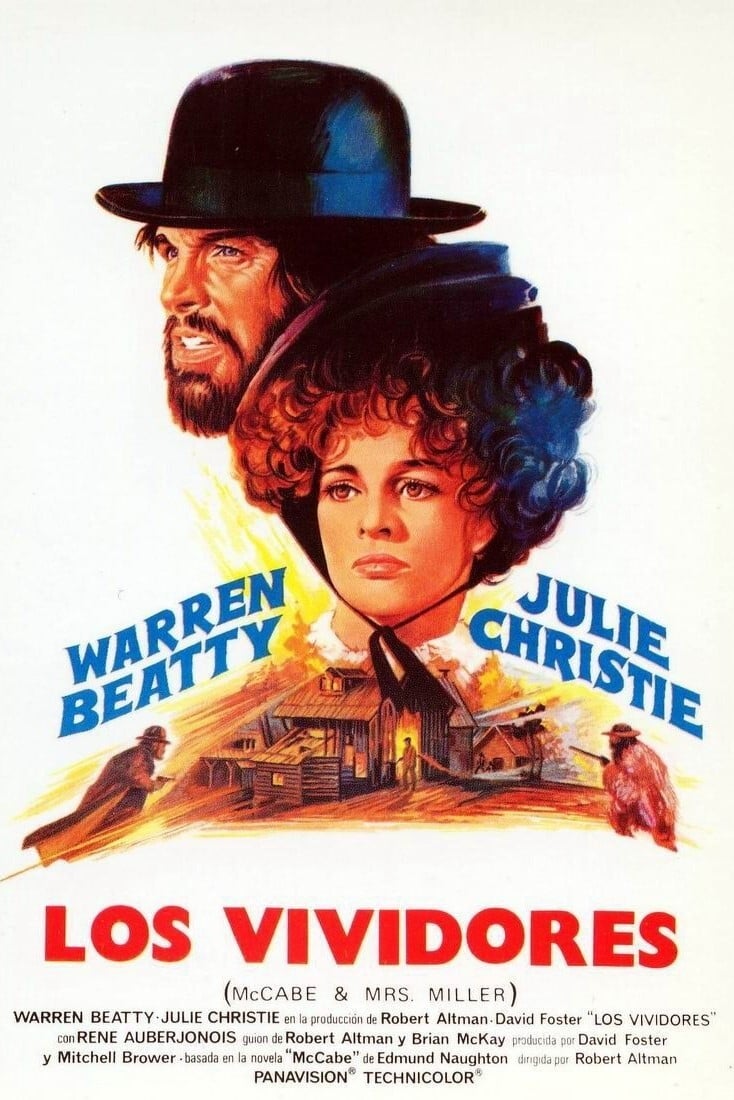 WARREN
BEATTY
JULIE
CHRISTIE
LOS VIVIDORES
(McCABE & MRS. MILLER)
WARREN BEATTY·JULIE CHRISTIE en la producción de Robert Altman·David Foster "LOS VIVIDORES"
con RENE AUBERJONOIS guion de Robert Altman y Brian McKay producida por David Foster
y Mitchell Brower·basada en la novela "McCabe" de Edmund Naughton dirigida por Robert Altman
PANAVISION® TECHNICOLOR®